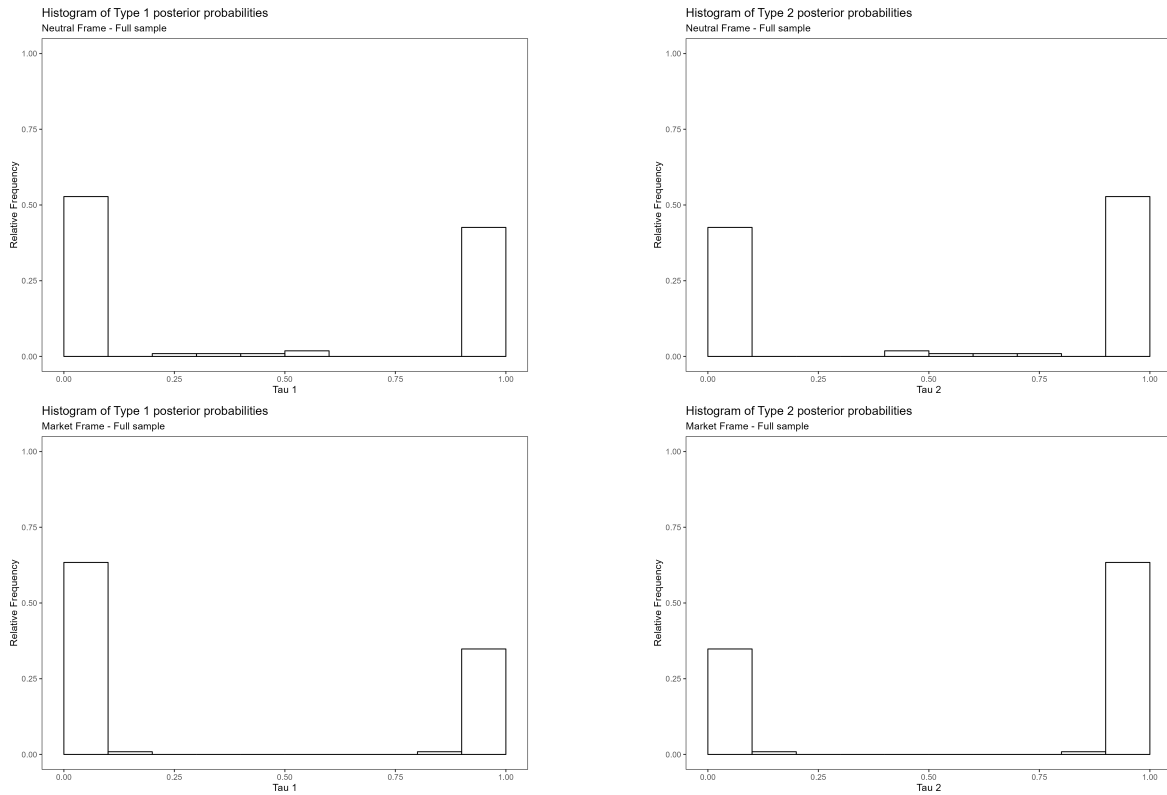 Histogram of Type 1 posterior probabilities
Neutral Frame - Full sample
1.00
0.75
0.50
0.25
0.00
Relative Frequency
0.00 0.25 0.50 0.75 1.00
Tau 1
Histogram of Type 2 posterior probabilities
Neutral Frame - Full sample
1.00
0.75
0.50
0.25
0.00
Relative Frequency
0.00 0.25 0.50 0.75 1.00
Tau 2
Histogram of Type 1 posterior probabilities
Market Frame - Full sample
1.00
0.75
0.50
0.25
0.00
Relative Frequency
0.00 0.25 0.50 0.75 1.00
Tau 1
Histogram of Type 2 posterior probabilities
Market Frame - Full sample
1.00
0.75
0.50
0.25
0.00
Relative Frequency
0.00 0.25 0.50 0.75 1.00
Tau 2